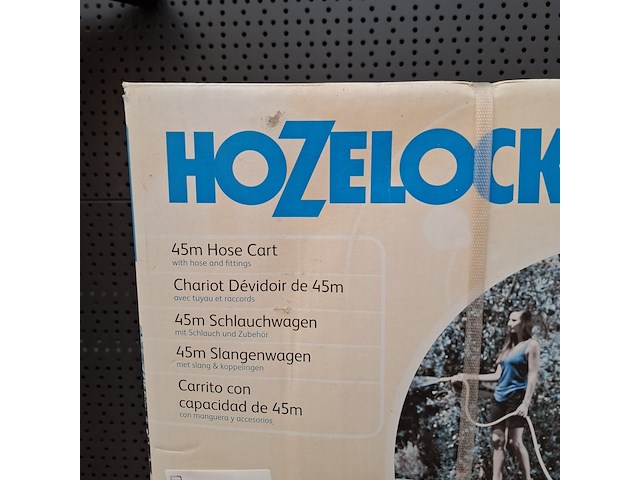 HOZELOCK
45m Hose Cart
with hose and fittings
Chariot Dévidoir de 45m
avec tuyau et raccords
45m Schlauchwagen
mit Schlauch und Zubehör
45m Slangenwagen
met slang & koppelingen
Carrito con
capacidad de 45m
con manguera y accesorios